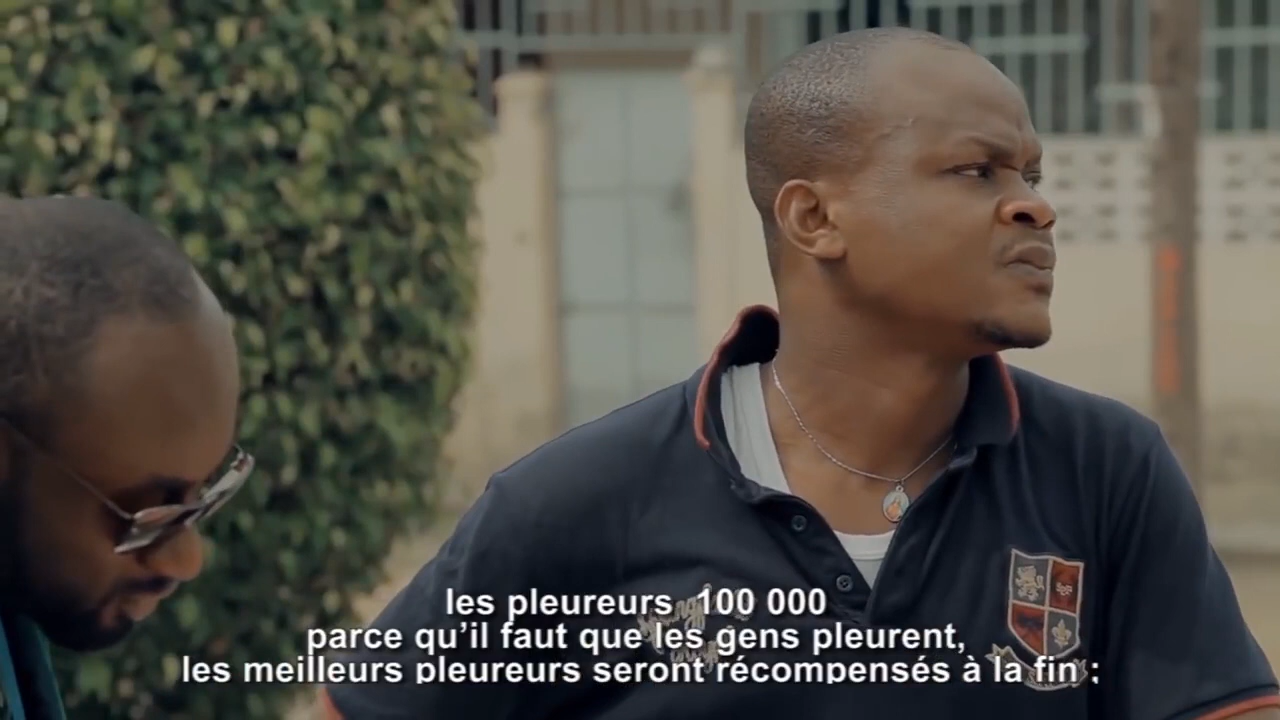 les pleureurs 100 000
parce qu'il faut que les gens pleurent,
les meilleurs pleureurs seront récompensés à la fin ;